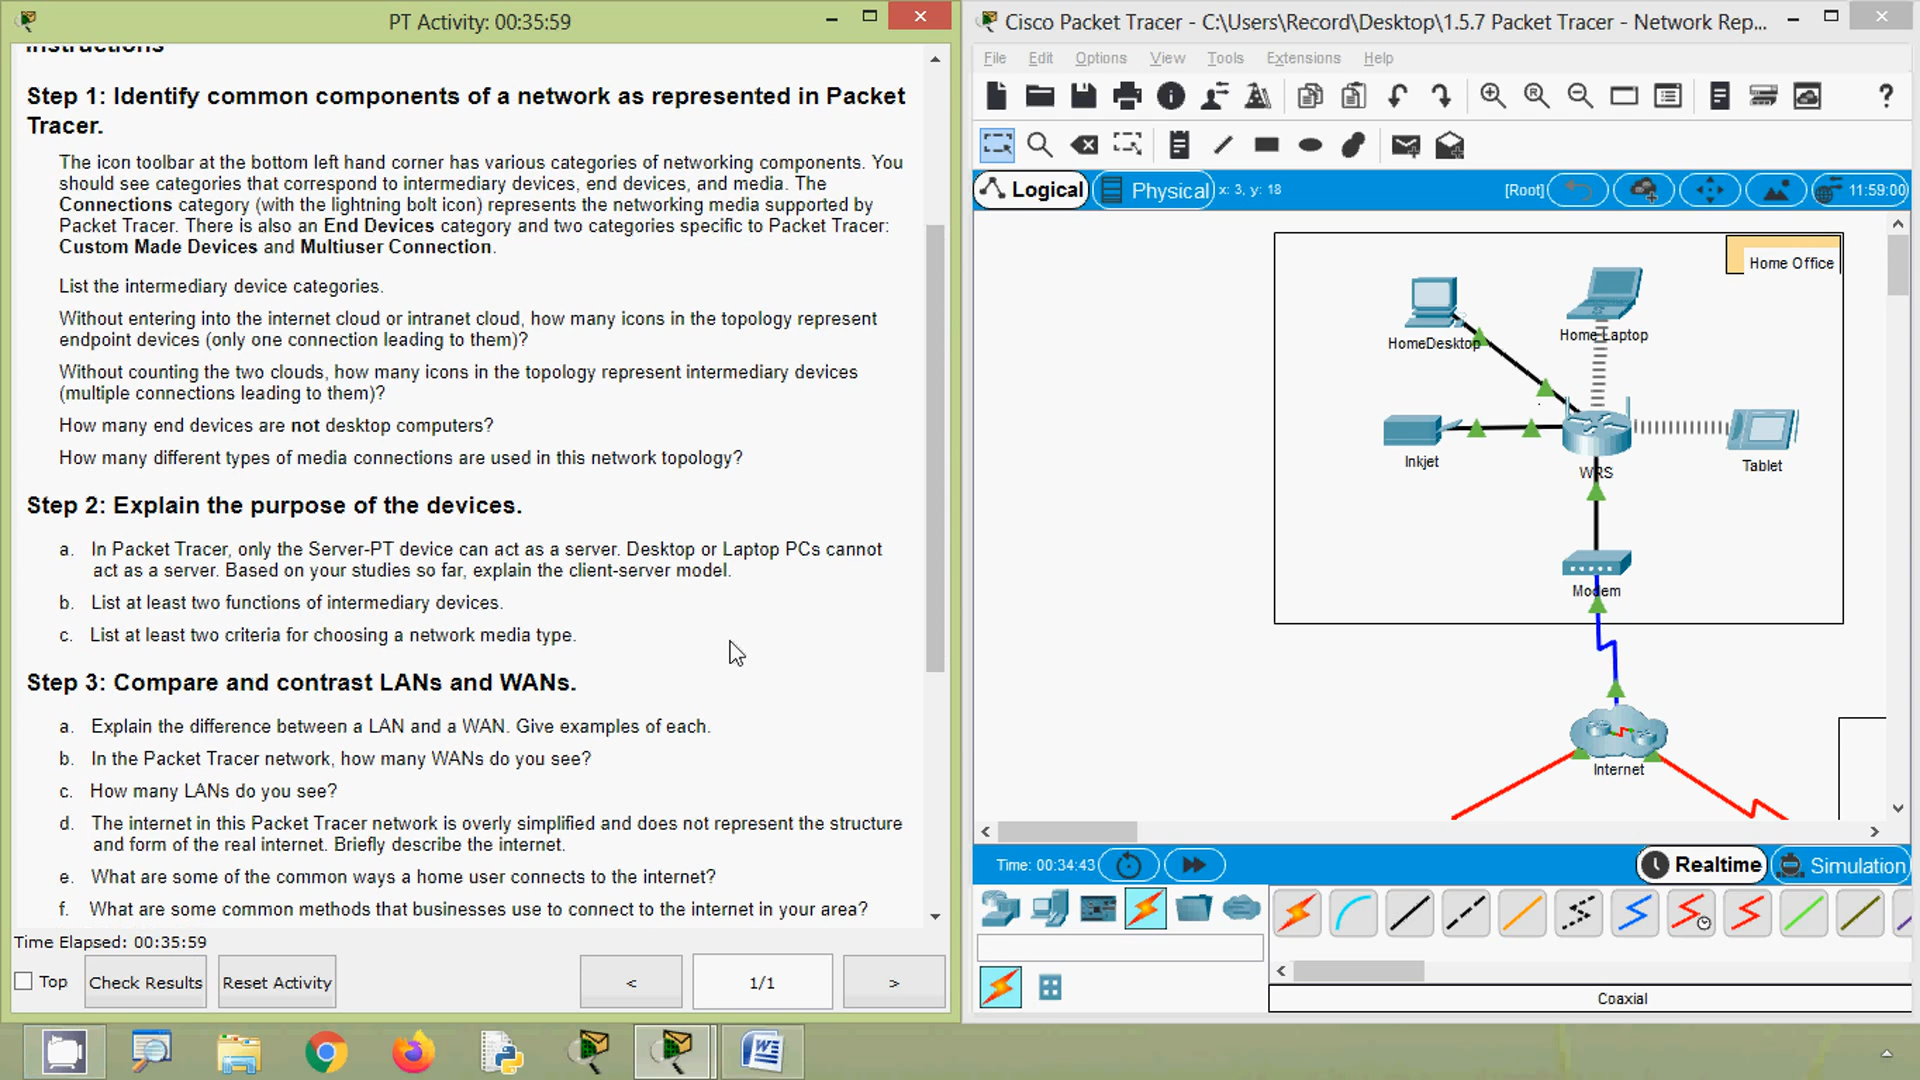 PT Activity: 00:35:59
Instructions
Step 1: Identify common components of a network as represented in Packet
Tracer.
The icon toolbar at the bottom left hand corner has various categories of networking components. You
should see categories that correspond to intermediary devices, end devices, and media. The
Connections category (with the lightning bolt icon) represents the networking media supported by
Packet Tracer. There is also an End Devices category and two categories specific to Packet Tracer:
Custom Made Devices and Multiuser Connection.
List the intermediary device categories.
Without entering into the internet cloud or intranet cloud, how many icons in the topology represent
endpoint devices (only one connection leading to them)?
Without counting the two clouds, how many icons in the topology represent intermediary devices
(multiple connections leading to them)?
How many end devices are not desktop computers?
How many different types of media connections are used in this network topology?
Step 2: Explain the purpose of the devices.
a. In Packet Tracer, only the Server-PT device can act as a server. Desktop or Laptop PCs cannot
act as a server. Based on your studies so far, explain the client-server model.
b. List at least two functions of intermediary devices.
c. List at least two criteria for choosing a network media type.
Step 3: Compare and contrast LANs and WANs.
a. Explain the difference between a LAN and a WAN. Give examples of each.
b. In the Packet Tracer network, how many WANs do you see?
c. How many LANs do you see?
d. The internet in this Packet Tracer network is overly simplified and does not represent the structure
and form of the real internet. Briefly describe the internet.
e. What are some of the common ways a home user connects to the internet?
f. What are some common methods that businesses use to connect to the internet in your area?
Time Elapsed: 00:35:59
Top
Check Results
Reset Activity
<
1/1
>
Cisco Packet Tracer - C:\Users\Record\Desktop\1.5.7 Packet Tracer - Network Rep...
File Edit Options View Tools Extensions Help
Logical
Physical
x: 3, y: 18
[Root]
11:59:00
Home Office
HomeDesktop
Home Laptop
Inkjet
WRS
Tablet
Modem
Internet
Time: 00:34:43
Realtime
Simulation
Coaxial